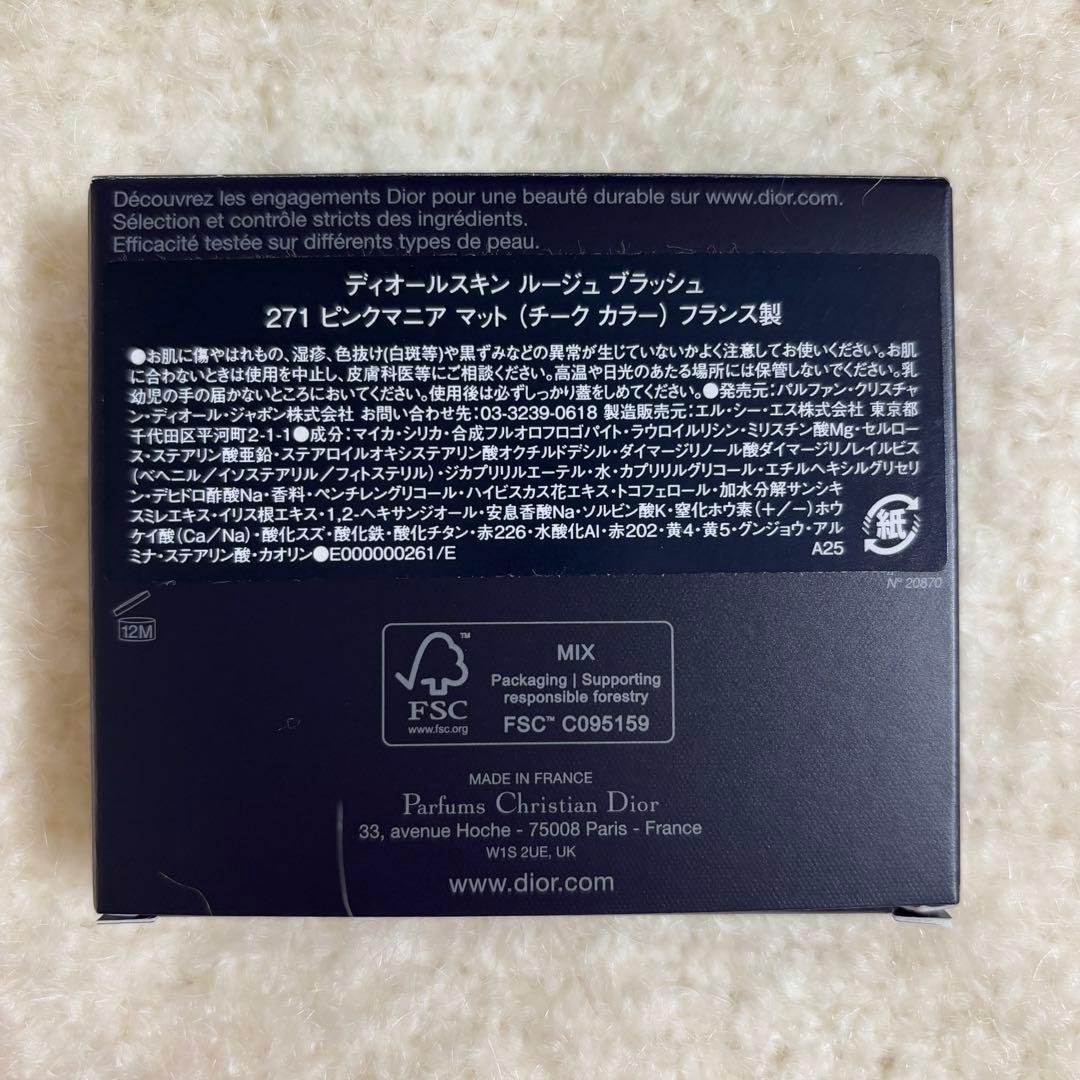 Découvrez les engagements Dior pour une beauté durable sur www.dior.com.
Sélection et contrôle stricts des ingrédients.
Efficacité testée sur différents types de peau.
ディオールスキン ルージュ ブラッシュ
271 ピンクマニア マット (チーク カラー) フランス製
●お肌に傷やはれもの、湿疹、色抜け(白斑等)や黒ずみなどの異常が生じていないかよく注意してお使いください。お肌
に合わないときは使用を中止し、皮膚科医等にご相談ください。高温や日光のあたる場所には保管しないでください。乳
幼児の手の届かないところにおいてください。使用後は必ずしっかり蓋をしめてください。●発売元:パルファン・クリスチャ
ン・ディオール・ジャポン株式会社 お問い合わせ先:03-3239-0618 製造販売元:エル・シー・エス株式会社 東京都
千代田区平河町2-1-1●成分:マイカ・シリカ・合成フルオロフロゴパイト・ラウロイルリシン・ミリスチン酸Mg・セルロー
ス・ステアリン酸亜鉛・ステアロイルオキシステアリン酸オクチルドデシル・ダイマージリノール酸ダイマージリノレイルビス
(ベヘニル/イソステアリル/フィトステリル)・ジカプリリルエーテル・水・カプリリルグリコール・エチルヘキシルグリセリ
ン・デヒドロ酢酸Na・香料・ペンチレングリコール・ハイビスカス花エキス・トコフェロール・加水分解サンシキ
スミレエキス・イリス根エキス・1,2-ヘキサンジオール・安息香酸Na・ソルビン酸K・窒化ホウ素(+/-)ホウ
ケイ酸(Ca/Na)・酸化スズ・酸化鉄・酸化チタン・赤226・水酸化Al・赤202・黄4・黄5・グンジョウ・アル
ミナ・ステアリン酸・カオリン●E000000261/E
紙
A25
N° 20870
12M
FSC™
www.fsc.org
MIX
Packaging | Supporting
responsible forestry
FSC™ C095159
MADE IN FRANCE
Parfums Christian Dior
33, avenue Hoche - 75008 Paris - France
W1S 2UE, UK
www.dior.com